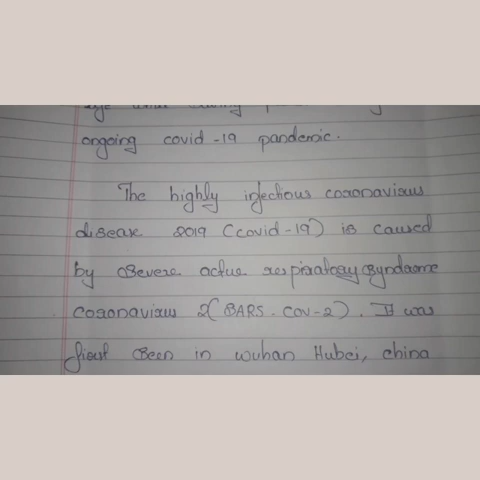 ongoing covid-19 pandemic.
The highly infectious coronavirus
disease 2019 (covid-19) is caused
by severe actue respiratory syndrome
coronavirus 2(SARS-COV-2). It was
first seen in wuhan Hubei, china